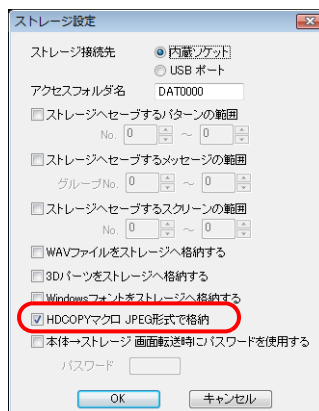 ストレージ設定
ストレージ接続先 内蔵ソケット
USB ポート
アクセスフォルダ名 DAT0000
ストレージへセーブするパターンの範囲
No. 0 ～ 0
ストレージへセーブするメッセージの範囲
グループNo. 0 ～ 0
ストレージへセーブするスクリーンの範囲
No. 0 ～ 0
WAVファイルをストレージへ格納する
3Dパーツをストレージへ格納する
Windowsフォントをストレージへ格納する
HDCOPYマクロ JPEG形式で格納
本体→ストレージ 画面転送時にパスワードを使用する
パスワード
OK キャンセル